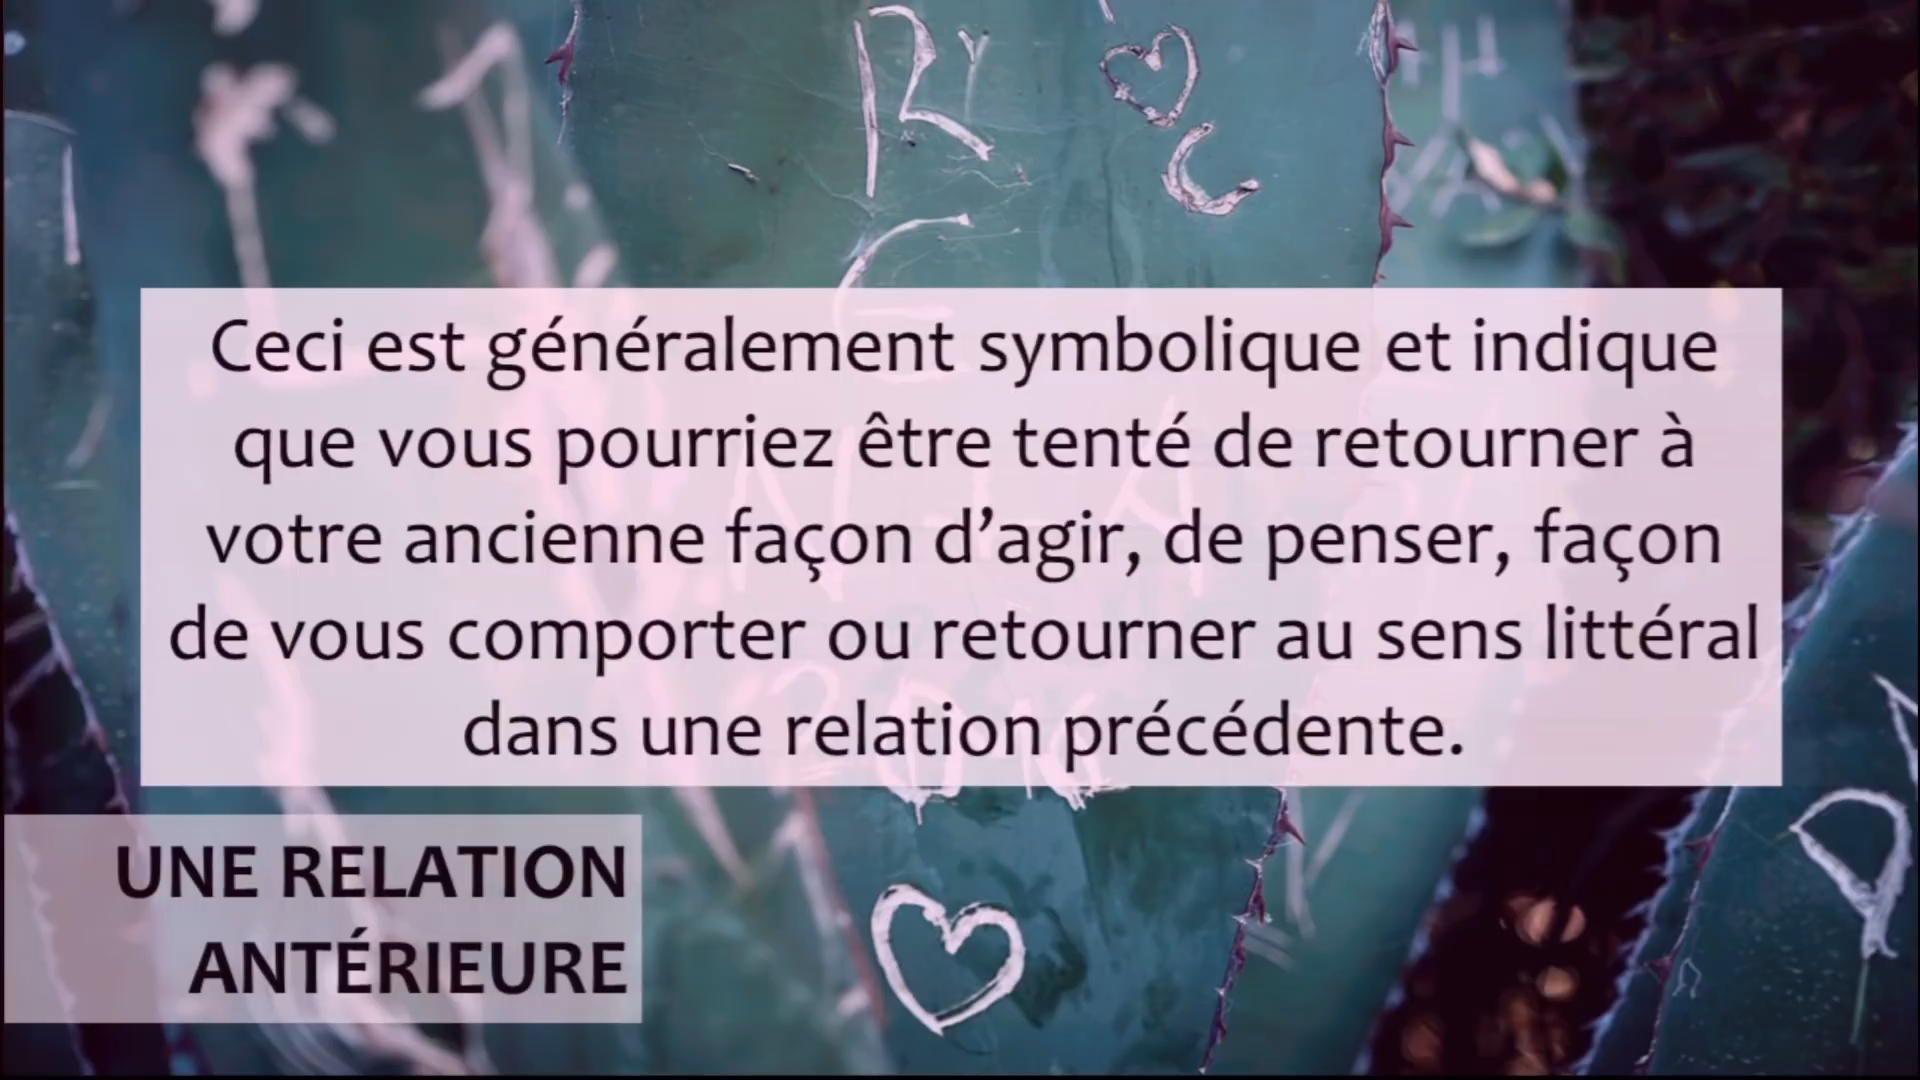 Ceci est généralement symbolique et indique
que vous pourriez être tenté de retourner à
votre ancienne façon d’agir, de penser, façon
de vous comporter ou retourner au sens littéral
dans une relation précédente.
UNE RELATION
ANTÉRIEURE